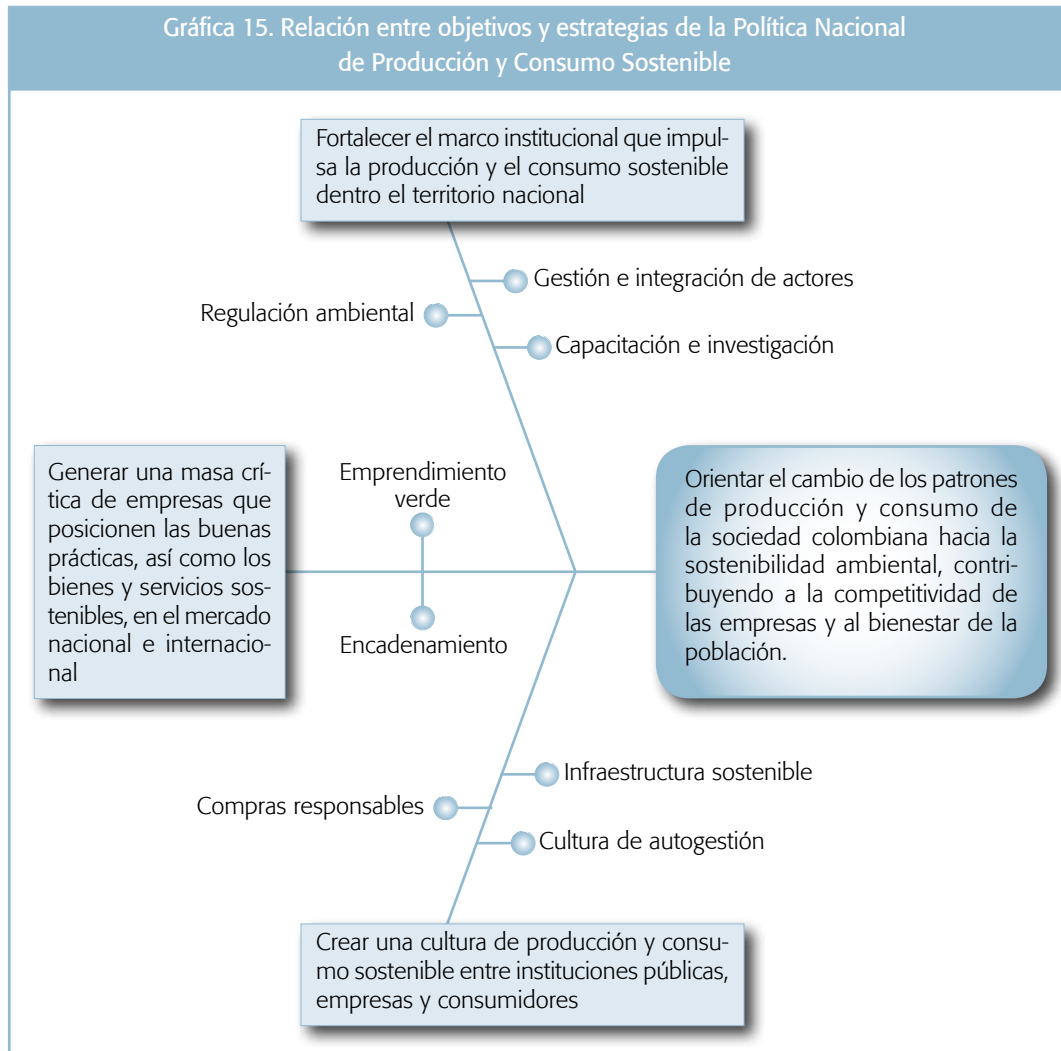 Gráfica 15. Relación entre objetivos y estrategias de la Política Nacional
de Producción y Consumo Sostenible
Fortalecer el marco institucional que impul-
sa la producción y el consumo sostenible
dentro el territorio nacional
Gestión e integración de actores
Regulación ambiental
Capacitación e investigación
Generar una masa crí-
tica de empresas que
posicionen las buenas
prácticas, así como los
bienes y servicios sos-
tenibles, en el mercado
nacional e internacio-
nal
Emprendimiento
verde
Encadenamiento
Orientar el cambio de los patrones
de producción y consumo de
la sociedad colombiana hacia la
sostenibilidad ambiental, contri-
buyendo a la competitividad de
las empresas y al bienestar de la
población.
Infraestructura sostenible
Compras responsables
Cultura de autogestión
Crear una cultura de producción y consu-
mo sostenible entre instituciones públicas,
empresas y consumidores